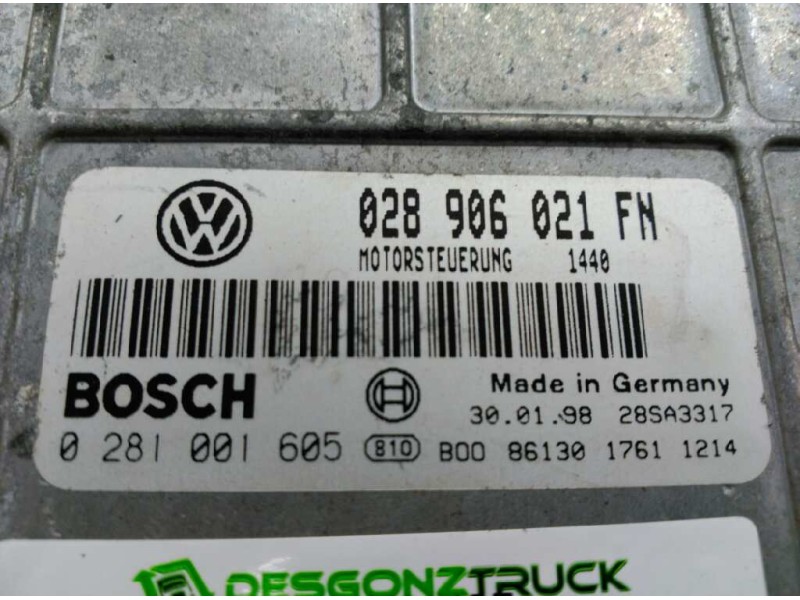 028 906 021 FN
MOTORSTEUERUNG 1440
BOSCH
Made in Germany
30.01.98 28SA3317
0 281 001 605 810 B00 86130 1761 1214
DESGONZTRUCK